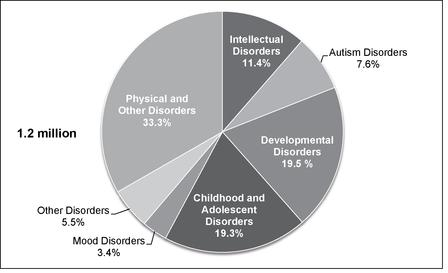 Intellectual
Disorders
11.4%
Autism Disorders
7.6%
Developmental
Disorders
19.5 %
Childhood and
Adolescent
Disorders
19.3%
Mood Disorders
3.4%
Other Disorders
5.5%
Physical and
Other Disorders
33.3%
1.2 million